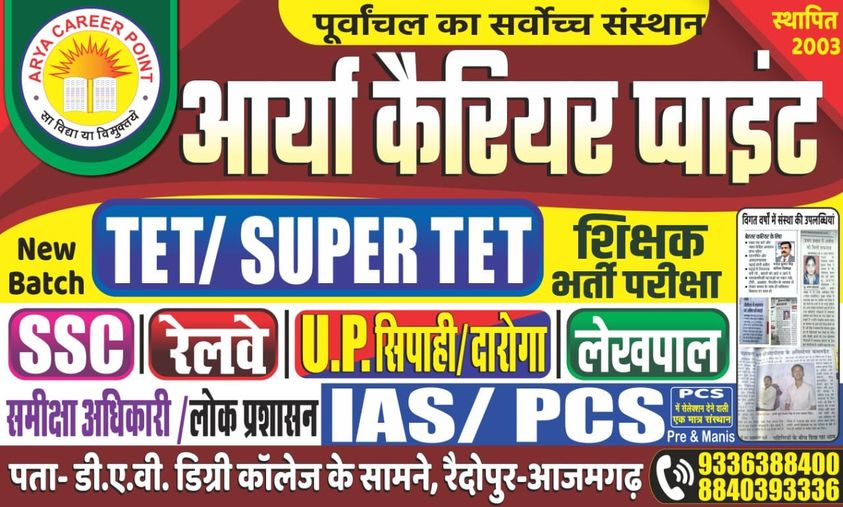 ARYA CAREER POINT
सा विद्या या विमुक्तये
पूर्वांचल का सर्वोच्च संस्थान
स्थापित
2003
आर्या कैरियर प्वाइंट
New
Batch
TET/ SUPER TET
शिक्षक
भर्ती परीक्षा
विगत वर्षों में संस्था की उपलब्धियां
SSC
रेलवे
U.P. सिपाही/दारोगा
लेखपाल
समीक्षा अधिकारी /लोक प्रशासन
IAS/ PCS
PCS
में सेलेक्शन देने वाली
एक मात्र संस्थान
Pre & Manis
पता- डी.ए.वी. डिग्री कॉलेज के सामने, रैदोपुर-आजमगढ़
9336388400
8840393336